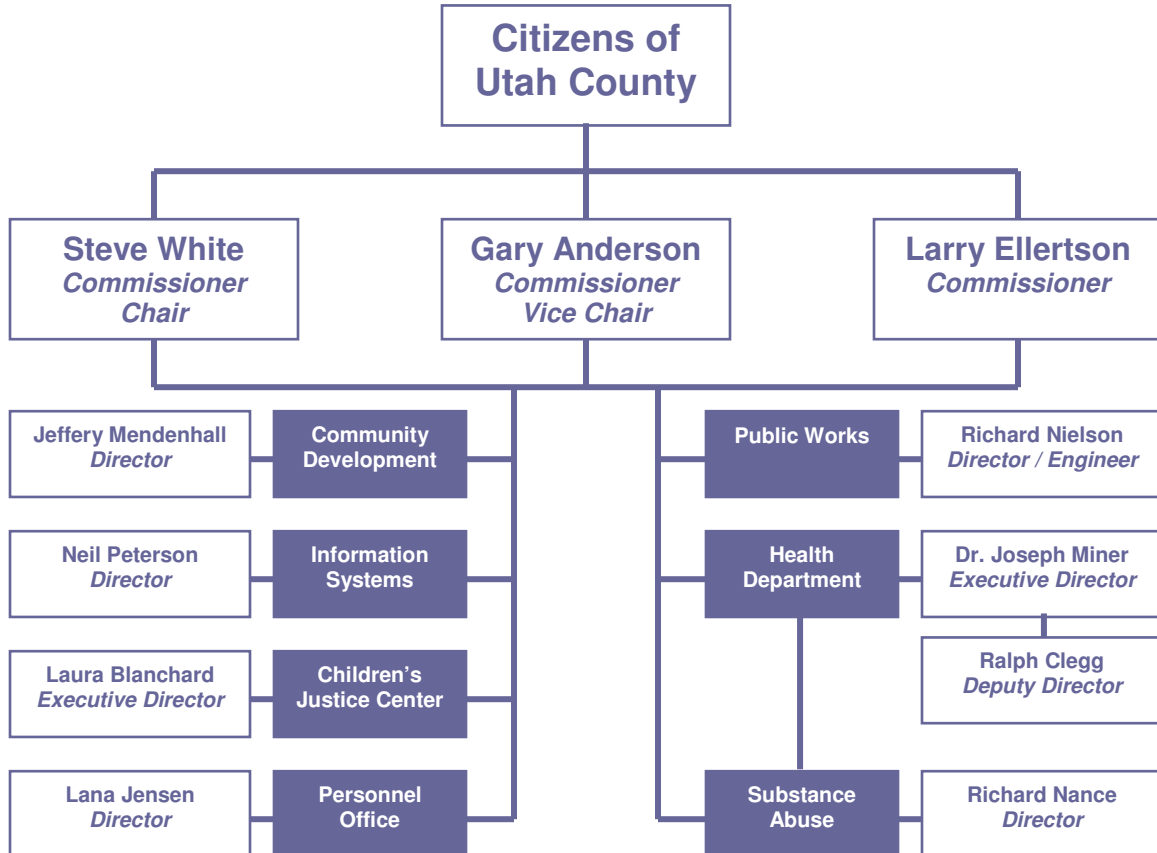 Citizens of
Utah County
Steve White
Commissioner
Chair
Gary Anderson
Commissioner
Vice Chair
Larry Ellertson
Commissioner
Jeffery Mendenhall
Director
Community
Development
Public Works
Richard Nielson
Director / Engineer
Neil Peterson
Director
Information
Systems
Health
Department
Dr. Joseph Miner
Executive Director
Ralph Clegg
Deputy Director
Laura Blanchard
Executive Director
Children's
Justice Center
Lana Jensen
Director
Personnel
Office
Substance
Abuse
Richard Nance
Director